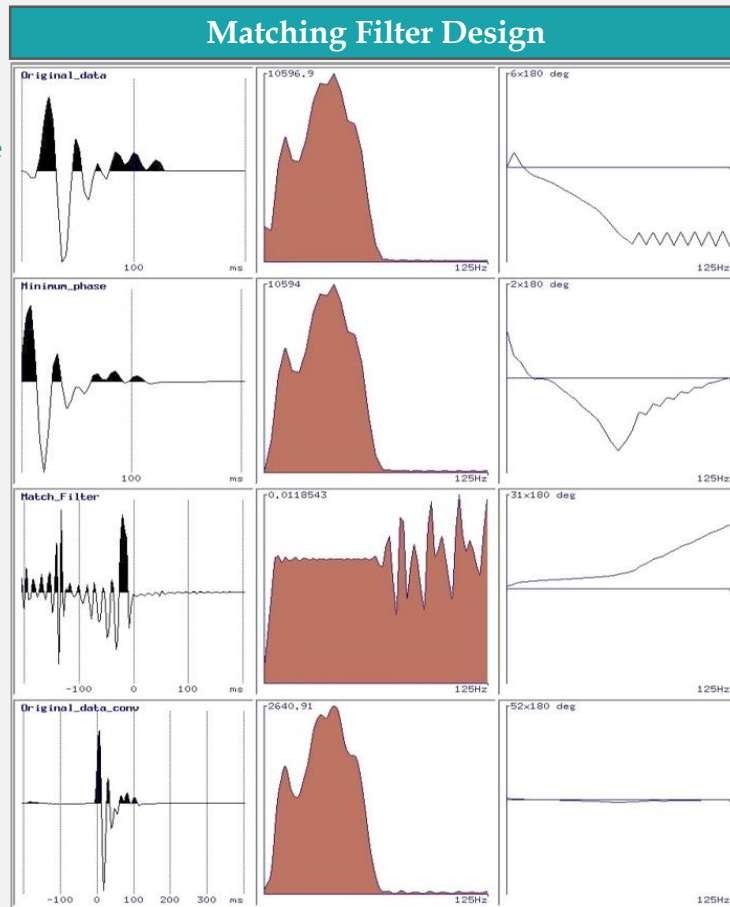 Matching Filter Design
Original_data
10596.9
6x180 deg
100
ms
125Hz
125Hz
Minimum_phase
10594
2x180 deg
100
ms
125Hz
125Hz
Match_Filter
0.0118543
31x180 deg
-100
0
100
ms
125Hz
125Hz
Original_data_conv
2640.91
52x180 deg
-100
0
100
200
300
ms
125Hz
125Hz